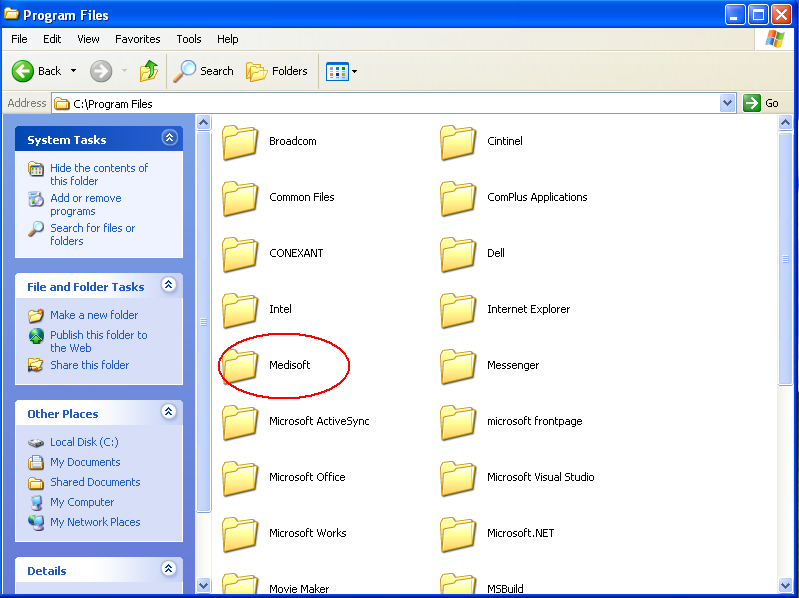 Program Files
File Edit View Favorites Tools Help
Back Search Folders
Address C:\Program Files Go
System Tasks
Hide the contents of
this folder
Add or remove
programs
Search for files or
folders
File and Folder Tasks
Make a new folder
Publish this folder to
the Web
Share this folder
Other Places
Local Disk (C:)
My Documents
Shared Documents
My Computer
My Network Places
Details
Broadcom Cintinel
Common Files ComPlus Applications
CONEXANT Dell
Intel Internet Explorer
Medisoft Messenger
Microsoft ActiveSync microsoft frontpage
Microsoft Office Microsoft Visual Studio
Microsoft Works Microsoft.NET
Movie Maker MSBuild